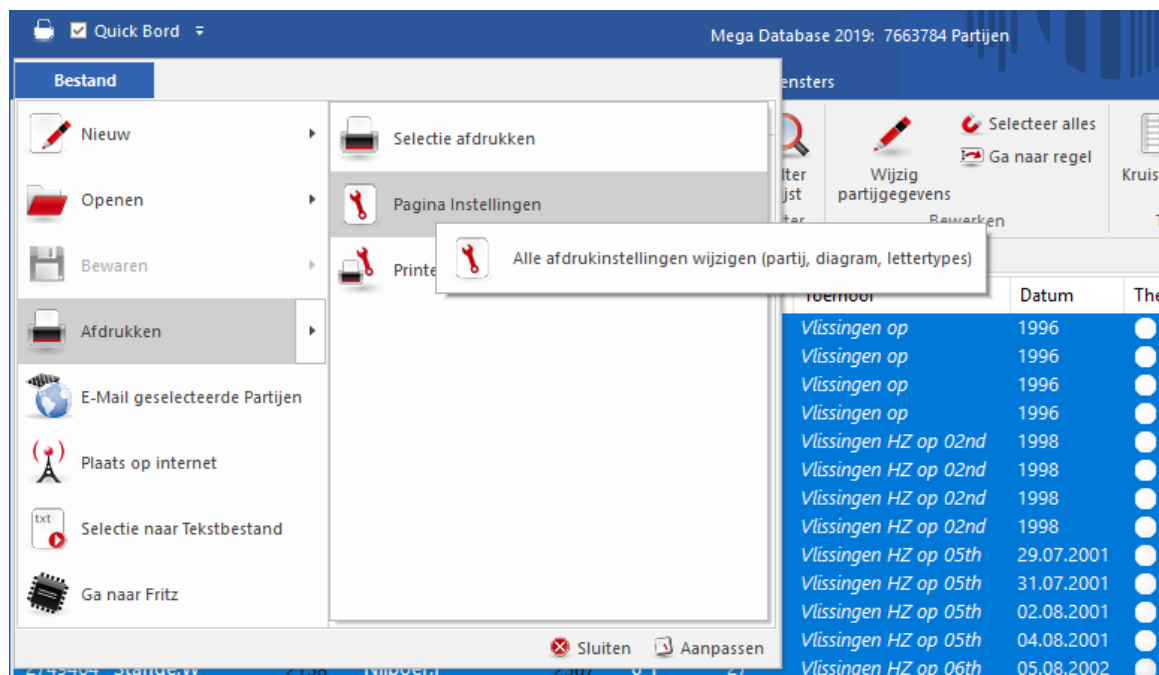 Quick Bord
Mega Database 2019: 7663784 Partijen
Bestand
ensters
Nieuw
Openen
Bewaren
Afdrukken
E-Mail geselecteerde Partijen
Plaats op internet
txt
Selectie naar Tekstbestand
Ga naar Fritz
Selectie afdrukken
Pagina Instellingen
Printe
Alle afdrukinstellingen wijzigen (partij, diagram, lettertypes)
Sluiten
Aanpassen
lter
jst
ter
Wijzig
partijgegevens
Selecteer alles
Ga naar regel
Bewerken
Kruis
Toernooi Datum The
Vlissingen op 1996
Vlissingen op 1996
Vlissingen op 1996
Vlissingen op 1996
Vlissingen HZ op 02nd 1998
Vlissingen HZ op 02nd 1998
Vlissingen HZ op 02nd 1998
Vlissingen HZ op 02nd 1998
Vlissingen HZ op 05th 29.07.2001
Vlissingen HZ op 05th 31.07.2001
Vlissingen HZ op 05th 02.08.2001
Vlissingen HZ op 05th 04.08.2001
Vlissingen HZ op 06th 05.08.2002